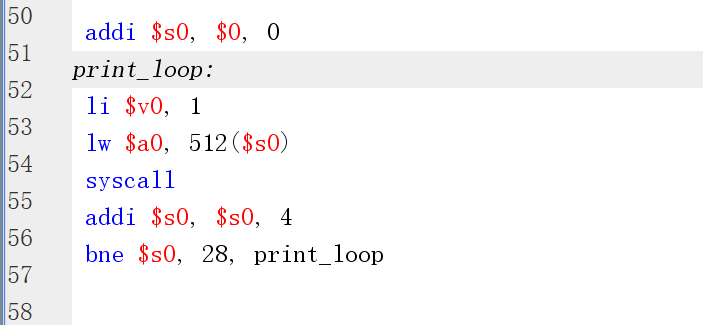 50
addi $s0, $0, 0
51
print_loop:
52
li $v0, 1
53
lw $a0, 512($s0)
54
syscall
55
addi $s0, $s0, 4
56
bne $s0, 28, print_loop
57
58